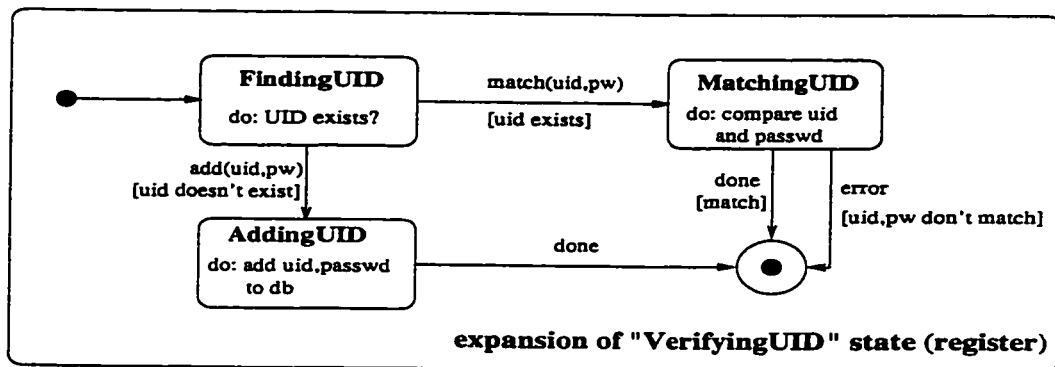 FindingUID
do: UID exists?
match(uid,pw)
[uid exists]
MatchingUID
do: compare uid
and passwd
add(uid,pw)
[uid doesn't exist]
done
[match]
error
[uid,pw don't match]
AddingUID
do: add uid,passwd
to db
done
expansion of "VerifyingUID" state (register)